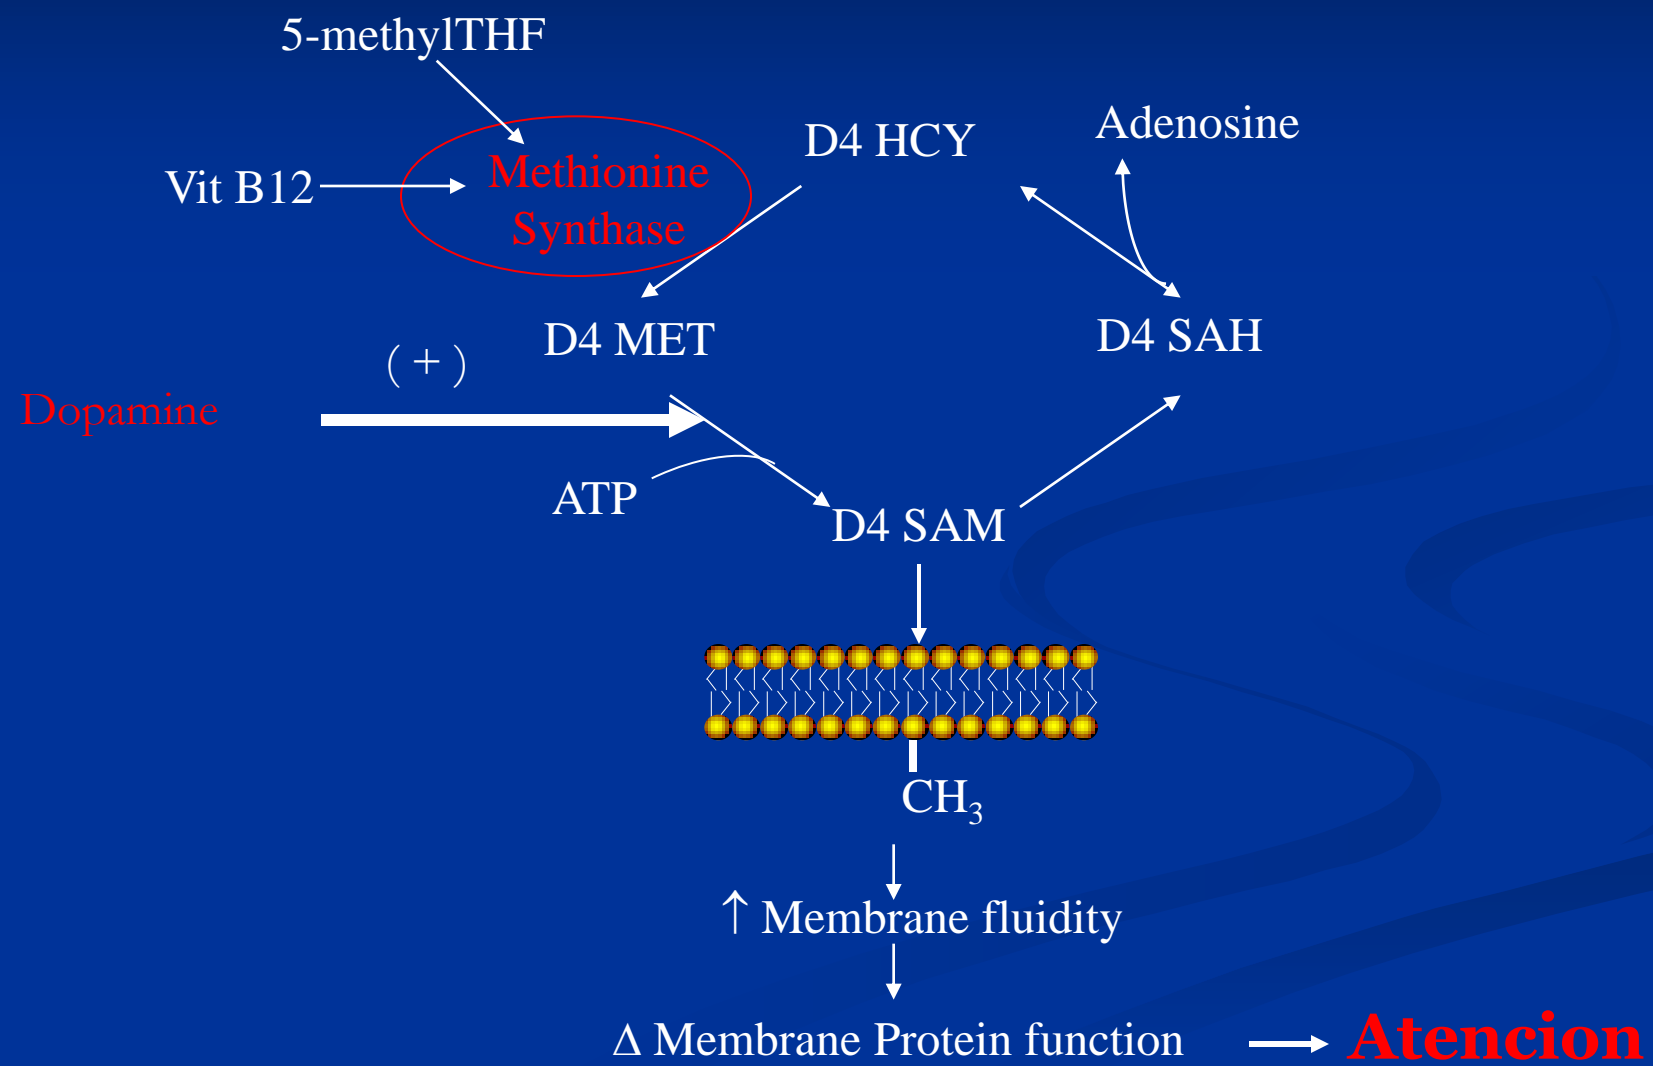 5-methylTHF
D4 HCY
Adenosine
Vit B12
Methionine
Synthase
D4 MET
D4 SAH
( + )
Dopamine
ATP
D4 SAM
CH₃
↑ Membrane fluidity
Δ Membrane Protein function
Atencion